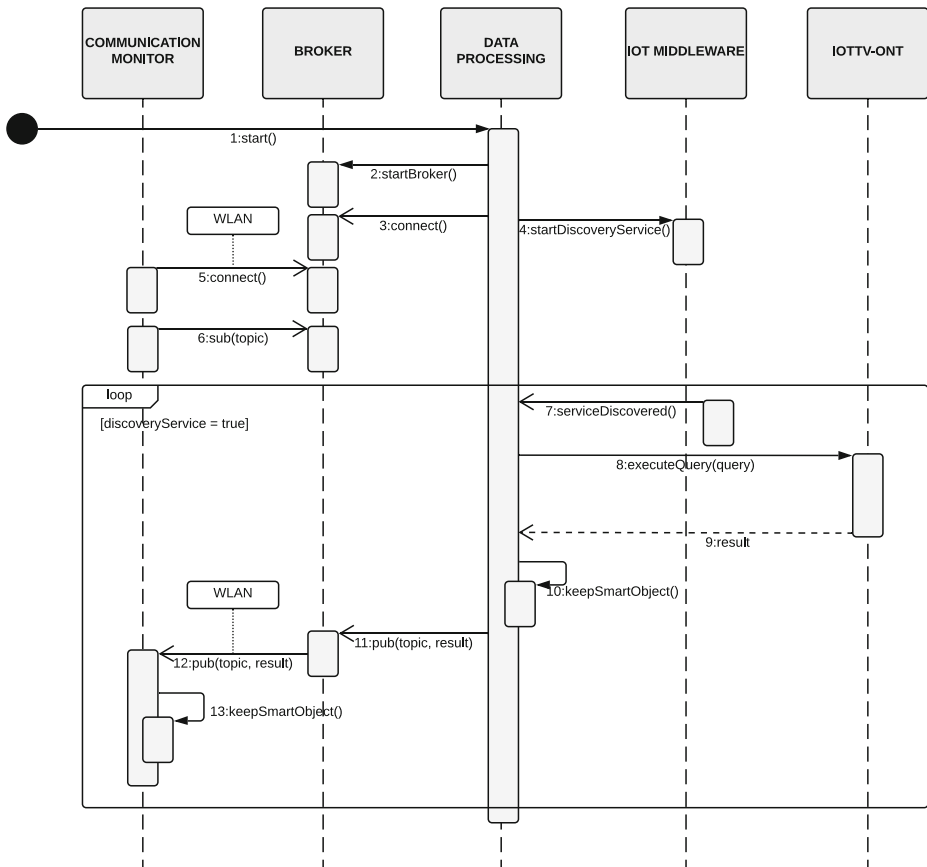 COMMUNICATION
MONITOR
BROKER
DATA
PROCESSING
IOT MIDDLEWARE
IOTTV-ONT
1:start()
2:startBroker()
WLAN
3:connect()
4:startDiscoveryService()
5:connect()
6:sub(topic)
loop
[discoveryService = true]
7:serviceDiscovered()
8:executeQuery(query)
9:result
10:keepSmartObject()
WLAN
11:pub(topic, result)
12:pub(topic, result)
13:keepSmartObject()